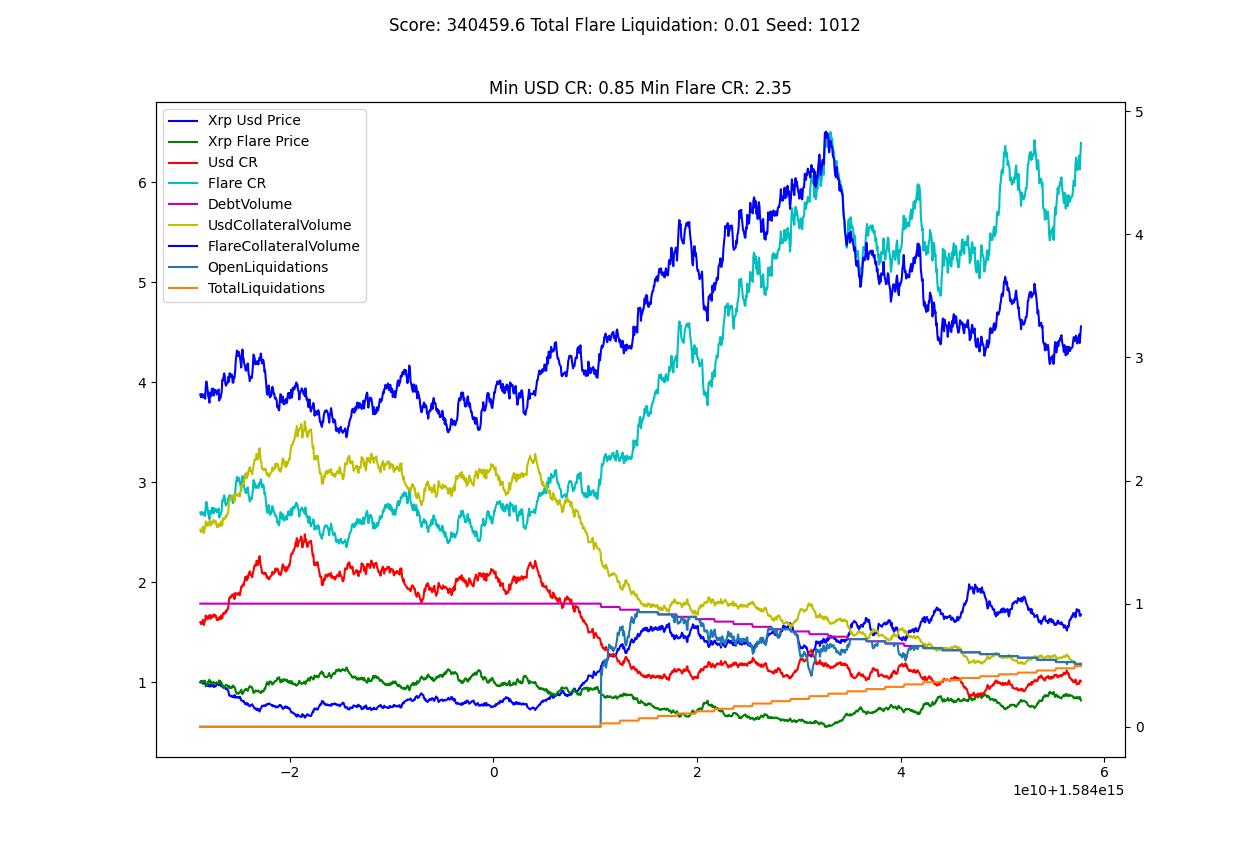 Score: 340459.6 Total Flare Liquidation: 0.01 Seed: 1012
Min USD CR: 0.85 Min Flare CR: 2.35
Xrp Usd Price
Xrp Flare Price
Usd CR
Flare CR
DebtVolume
UsdCollateralVolume
FlareCollateralVolume
OpenLiquidations
TotalLiquidations
6
5
4
3
2
1
5
4
3
2
1
0
−2
0
2
4
6
1e10+1.584e15